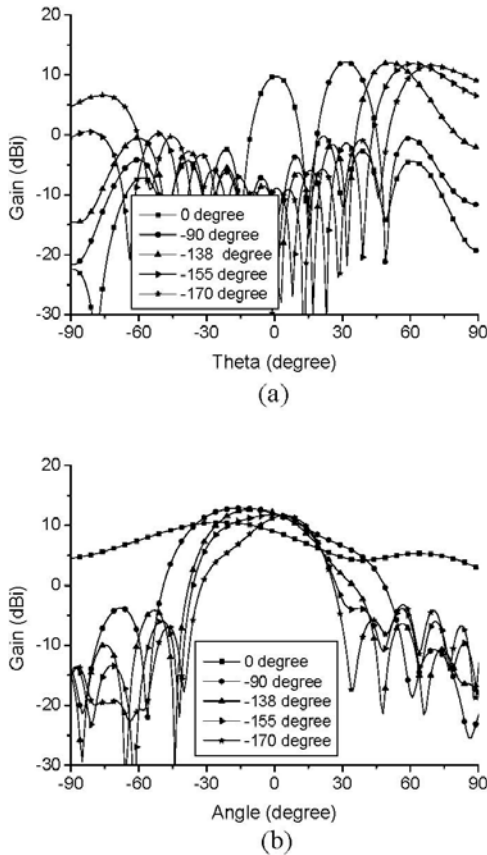 20
10
0
-10
-20
-30
Gain (dBi)
0 degree
-90 degree
-138 degree
-155 degree
-170 degree
-90 -60 -30 0 30 60 90
Theta (degree)
(a)
20
10
0
-10
-20
-30
Gain (dBi)
0 degree
-90 degree
-138 degree
-155 degree
-170 degree
-90 -60 -30 0 30 60 90
Angle (degree)
(b)